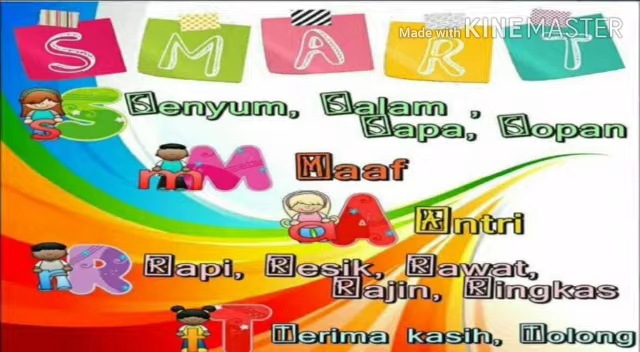 S M A R T
Made with KINEMASTER
S Senyum, Salam ,
s Sapa, Sopan
m M Maaf
a A Antri
R Rapi, Resik, Rawat,
n Rajin, Ringkas
T Terima kasih, Tolong
t